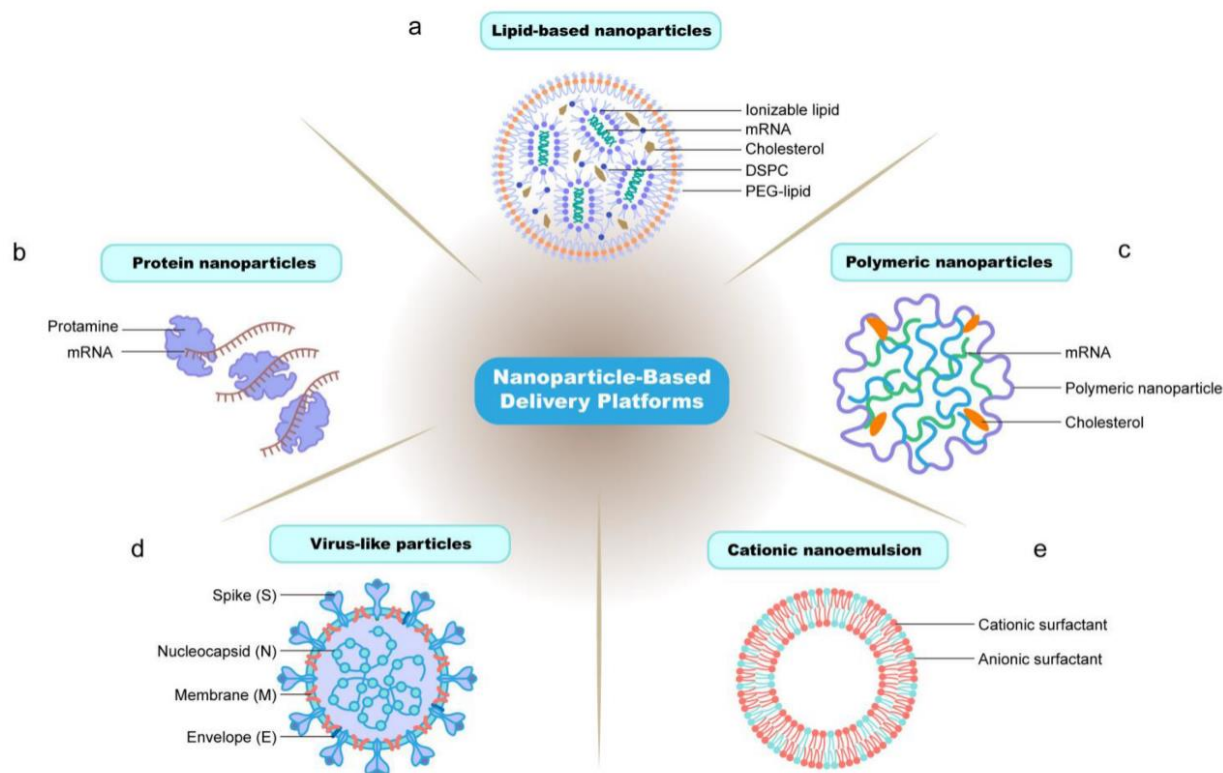 a
Lipid-based nanoparticles
Ionizable lipid
mRNA
Cholesterol
DSPC
PEG-lipid
b
Protein nanoparticles
Protamine
mRNA
Polymeric nanoparticles
c
mRNA
Polymeric nanoparticle
Cholesterol
Nanoparticle-Based
Delivery Platforms
d
Virus-like particles
Spike (S)
Nucleocapsid (N)
Membrane (M)
Envelope (E)
Cationic nanoemulsion
e
Cationic surfactant
Anionic surfactant